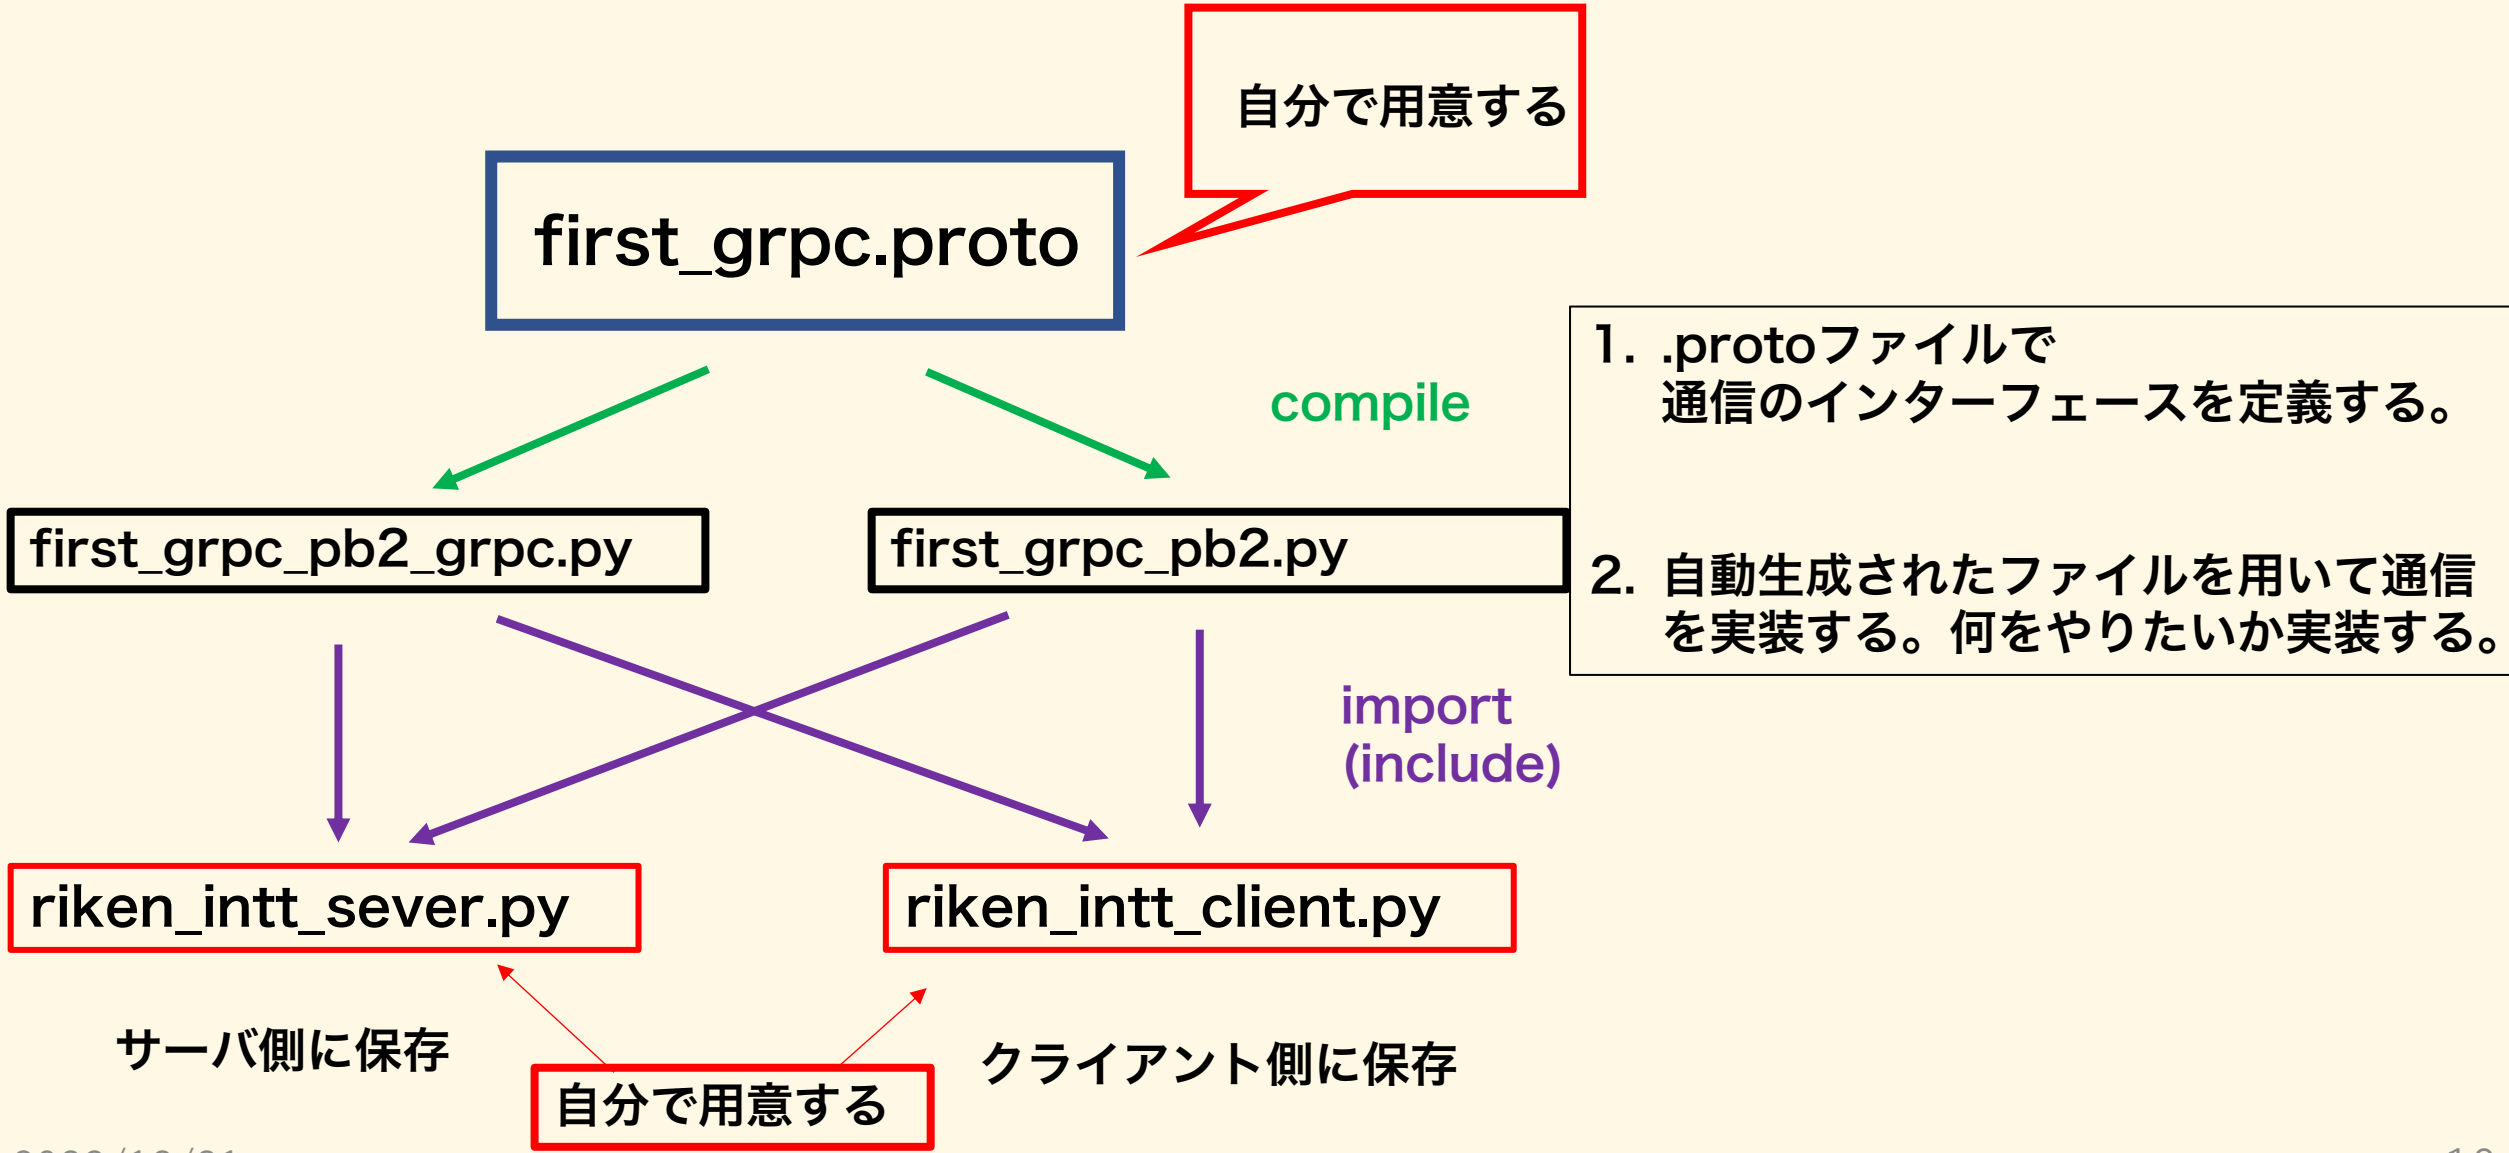 自分で用意する
first_grpc.proto
compile
1. .protoファイルで
通信のインターフェースを定義する。
2. 自動生成されたファイルを用いて通信
を実装する。何をやりたいか実装する。
first_grpc_pb2_grpc.py
first_grpc_pb2.py
import
(include)
riken_intt_sever.py
riken_intt_client.py
サーバ側に保存
クライアント側に保存
自分で用意する